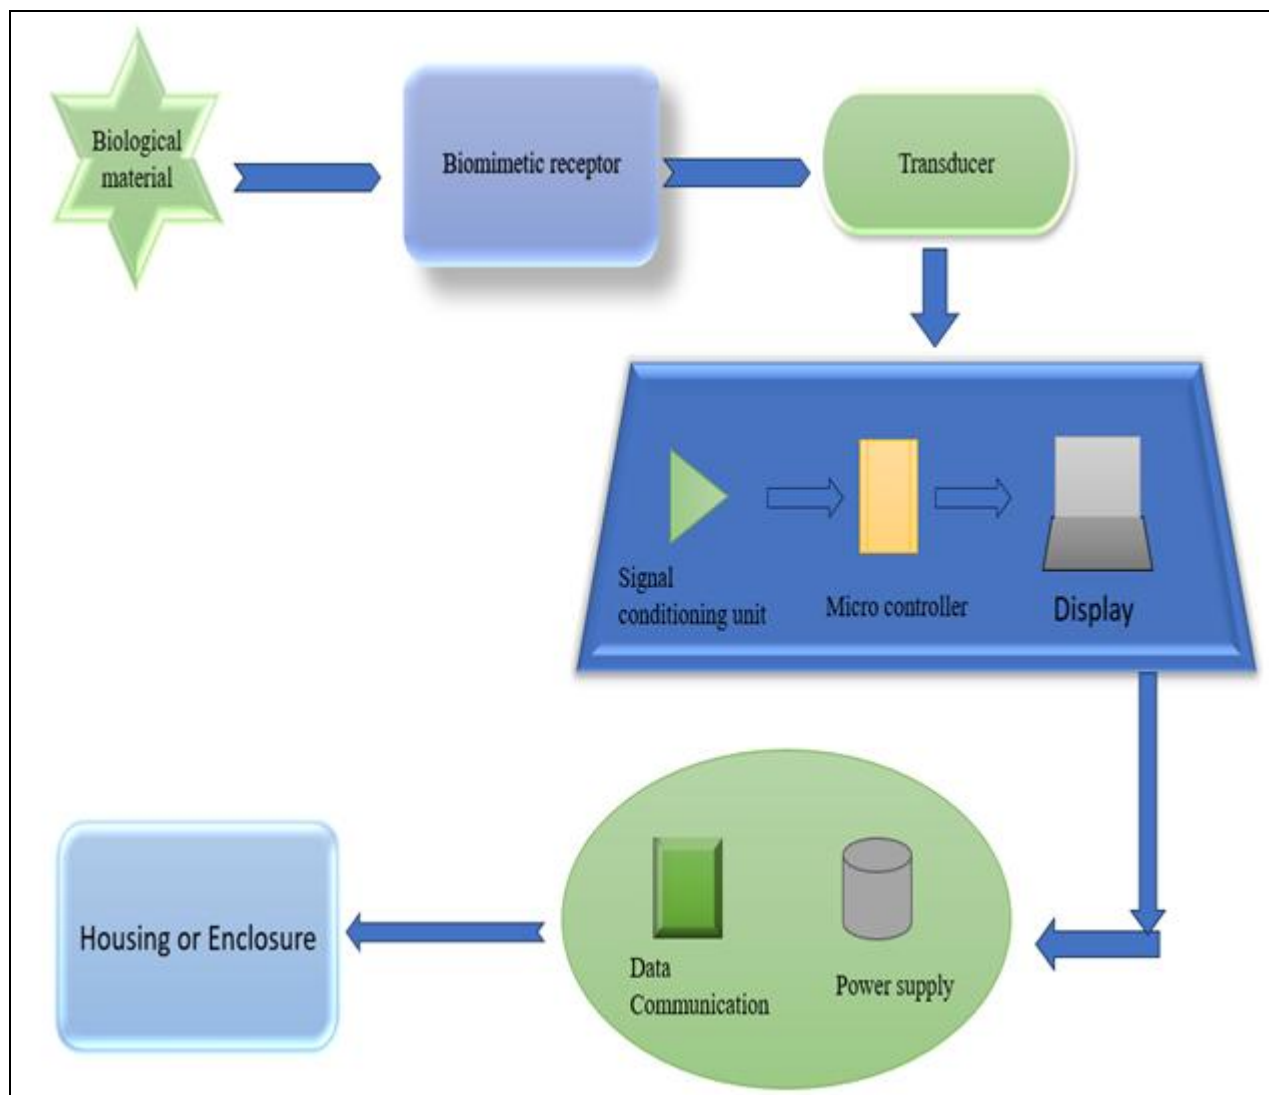 Biological
material
Biomimetic receptor
Transducer
Signal
conditioning unit
Micro controller
Display
Housing or Enclosure
Data
Communication
Power supply